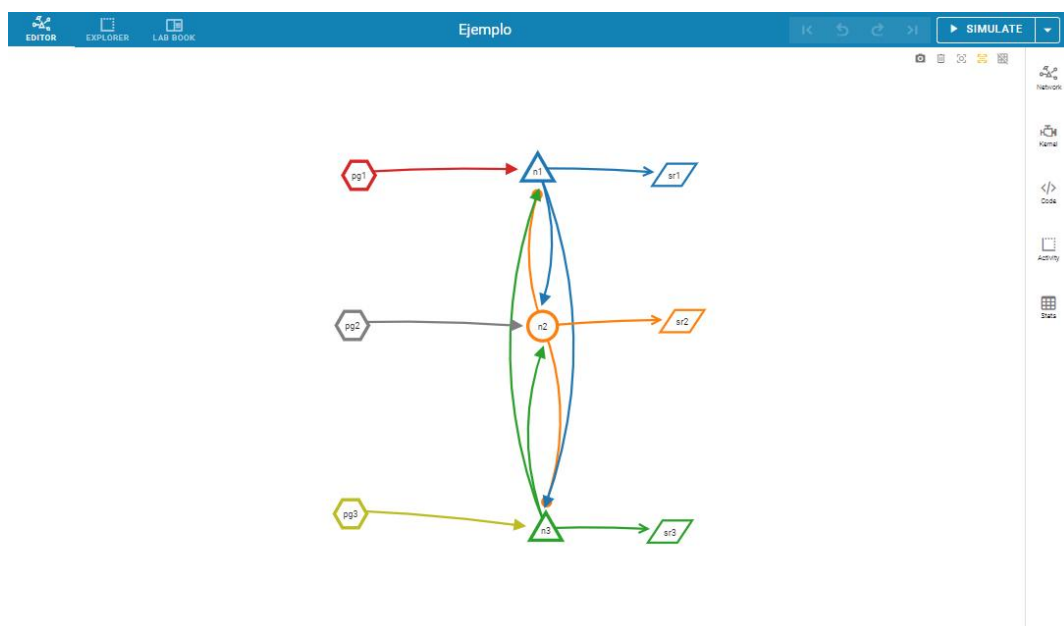 EDITOR
EXPLORER
LAB BOOK
Ejemplo
SIMULATE
Network
Kernel
Code
Activity
Stats
pg1
n1
sr1
pg2
n2
sr2
pg3
n3
sr3